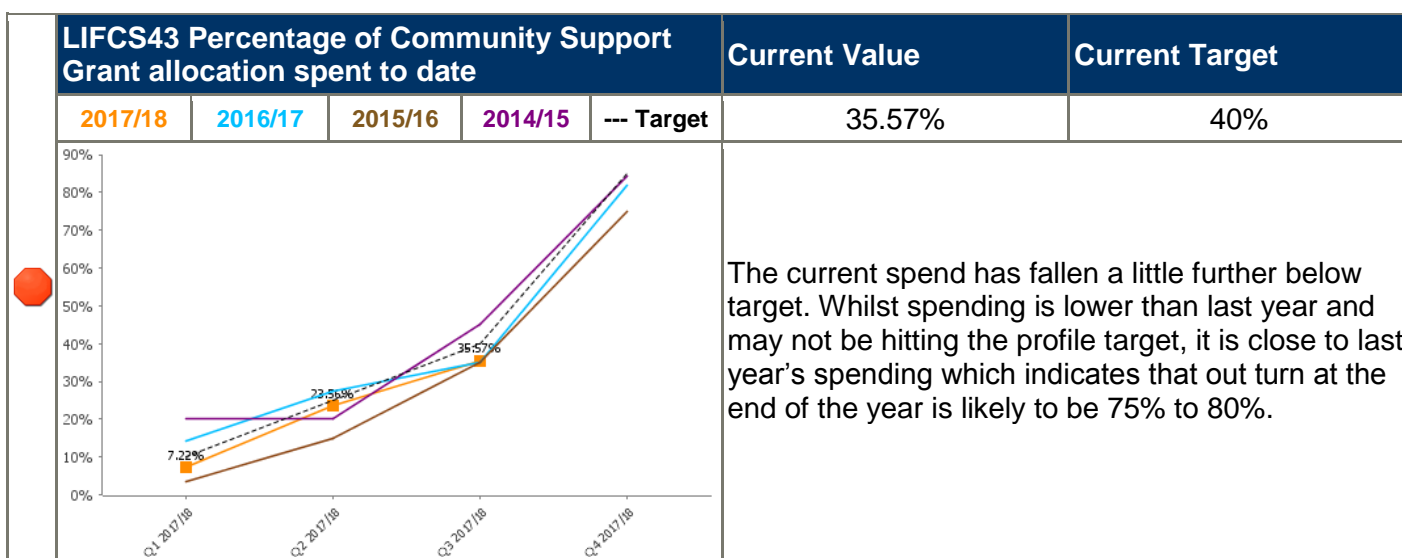 LIFCS43 Percentage of Community Support
Grant allocation spent to date
Current Value
Current Target
2017/18
2016/17
2015/16
2014/15
--- Target
35.57%
40%
90%
80%
70%
60%
50%
40%
30%
20%
10%
0%
7.22%
23.56%
35.57%
Q1 2017/18
Q2 2017/18
Q3 2017/18
Q4 2017/18
The current spend has fallen a little further below
target. Whilst spending is lower than last year and
may not be hitting the profile target, it is close to last
year's spending which indicates that out turn at the
end of the year is likely to be 75% to 80%.